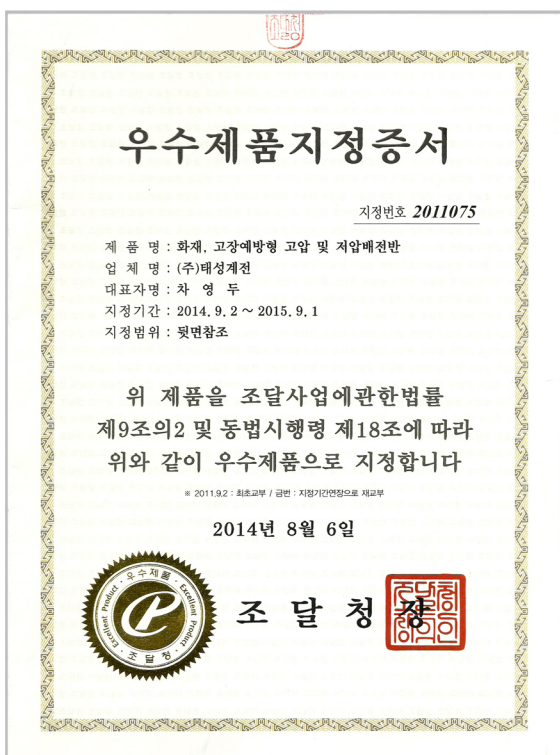 우수제품지정증서
지정번호 2011075
제 품 명 : 화재, 고장예방형 고압 및 저압배전반
업 체 명 : (주)태성계전
대표자명 : 차 영 두
지정기간 : 2014. 9. 2 ~ 2015. 9. 1
지정범위 : 뒷면참조
위 제품을 조달사업에관한법률
제9조의2 및 동법시행령 제18조에 따라
위와 같이 우수제품으로 지정합니다
※ 2011.9.2 : 최초교부 / 금번 : 지정기간연장으로 재교부
2014년 8월 6일
· 우수제품 · Excellent Product · 조달청 · Excellent Product
조 달 청 장